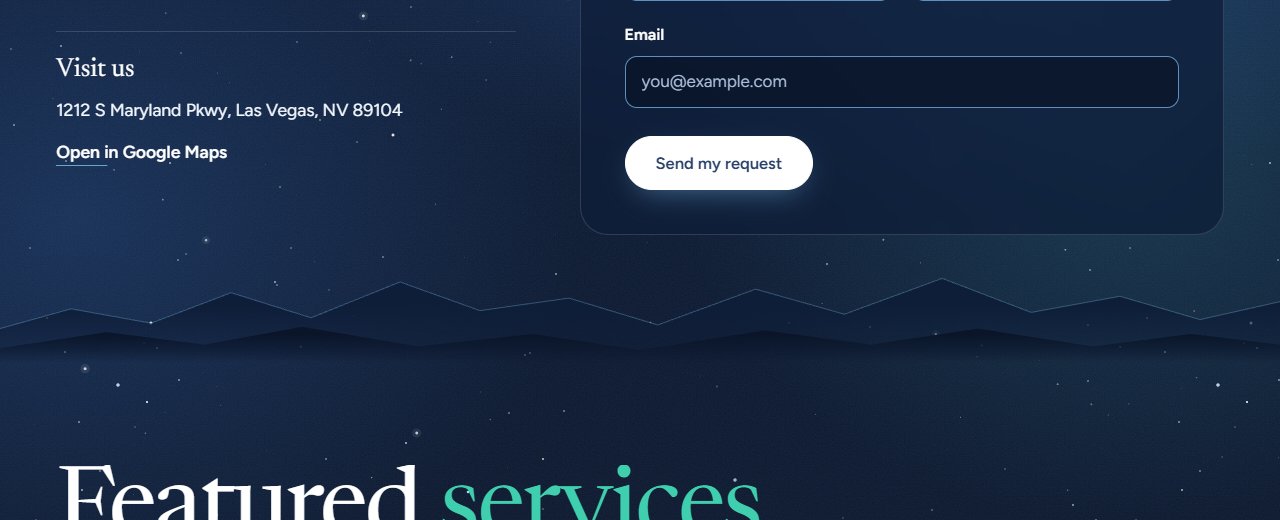 Visit us
1212 S Maryland Pkwy, Las Vegas, NV 89104
Open in Google Maps
Email
you@example.com
Send my request
Featured services